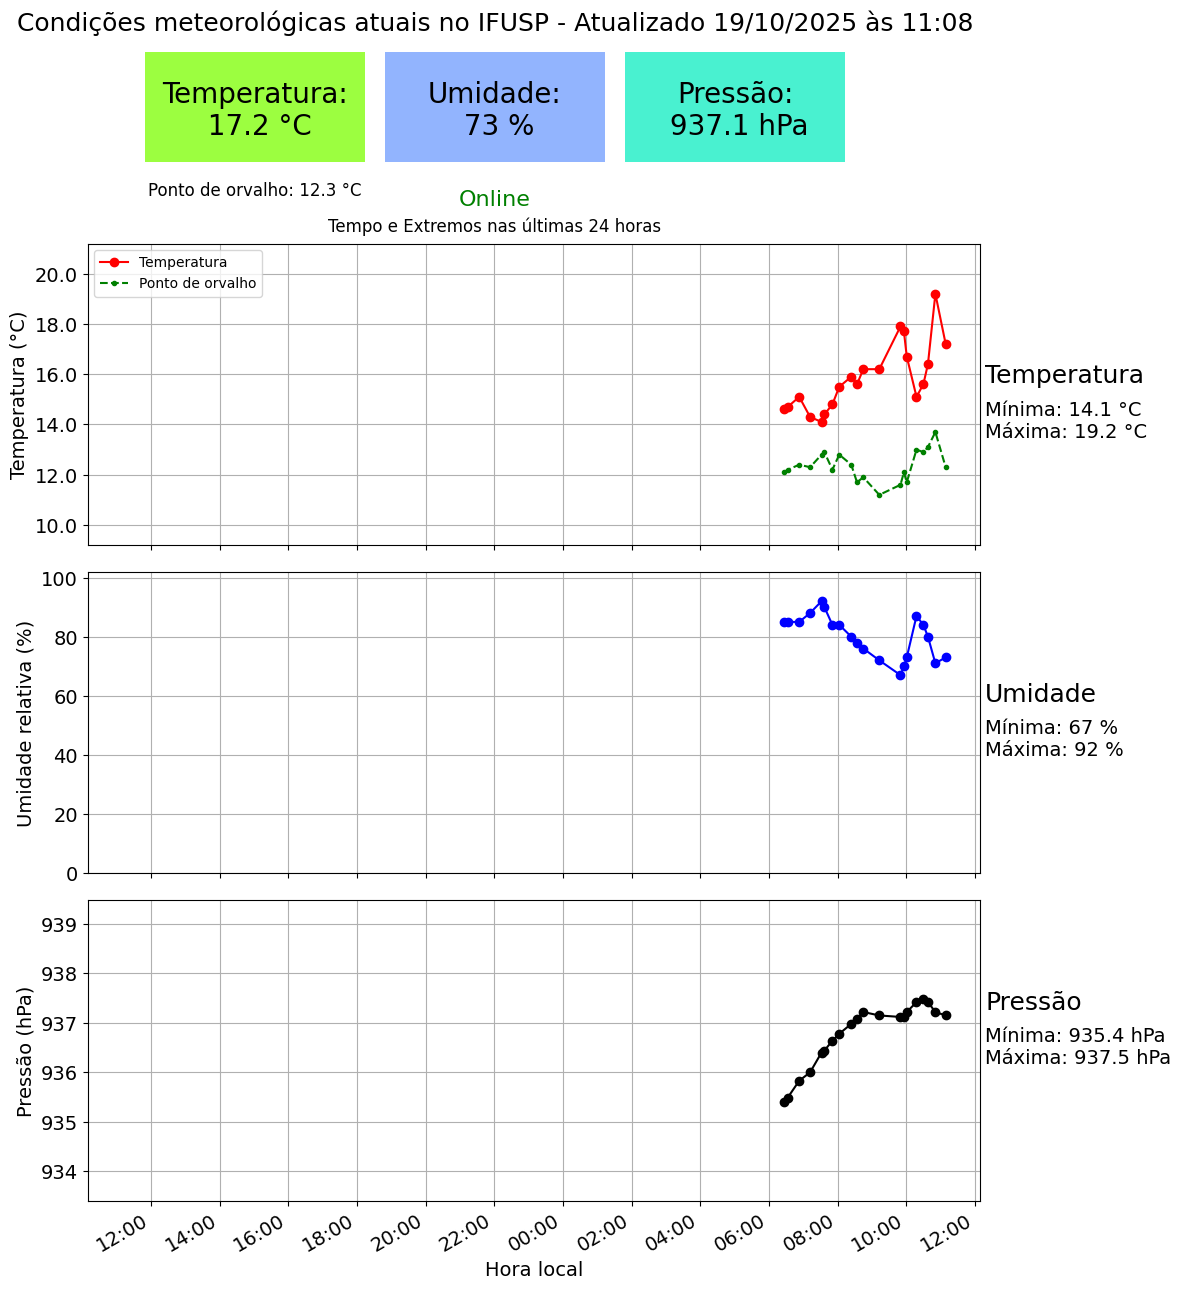 Condições meteorológicas atuais no IFUSP - Atualizado 19/10/2025 às 11:08
Temperatura:
17.2 °C
Umidade:
73 %
Pressão:
937.1 hPa
Ponto de orvalho: 12.3 °C
Online
Tempo e Extremos nas últimas 24 horas
Temperatura
Ponto de orvalho
Temperatura (°C)
20.0
18.0
16.0
14.0
12.0
10.0
Temperatura
Mínima: 14.1 °C
Máxima: 19.2 °C
Umidade relativa (%)
100
80
60
40
20
0
Umidade
Mínima: 67 %
Máxima: 92 %
Pressão (hPa)
939
938
937
936
935
934
Pressão
Mínima: 935.4 hPa
Máxima: 937.5 hPa
12:00
14:00
16:00
18:00
20:00
22:00
00:00
02:00
04:00
06:00
08:00
10:00
12:00
Hora local